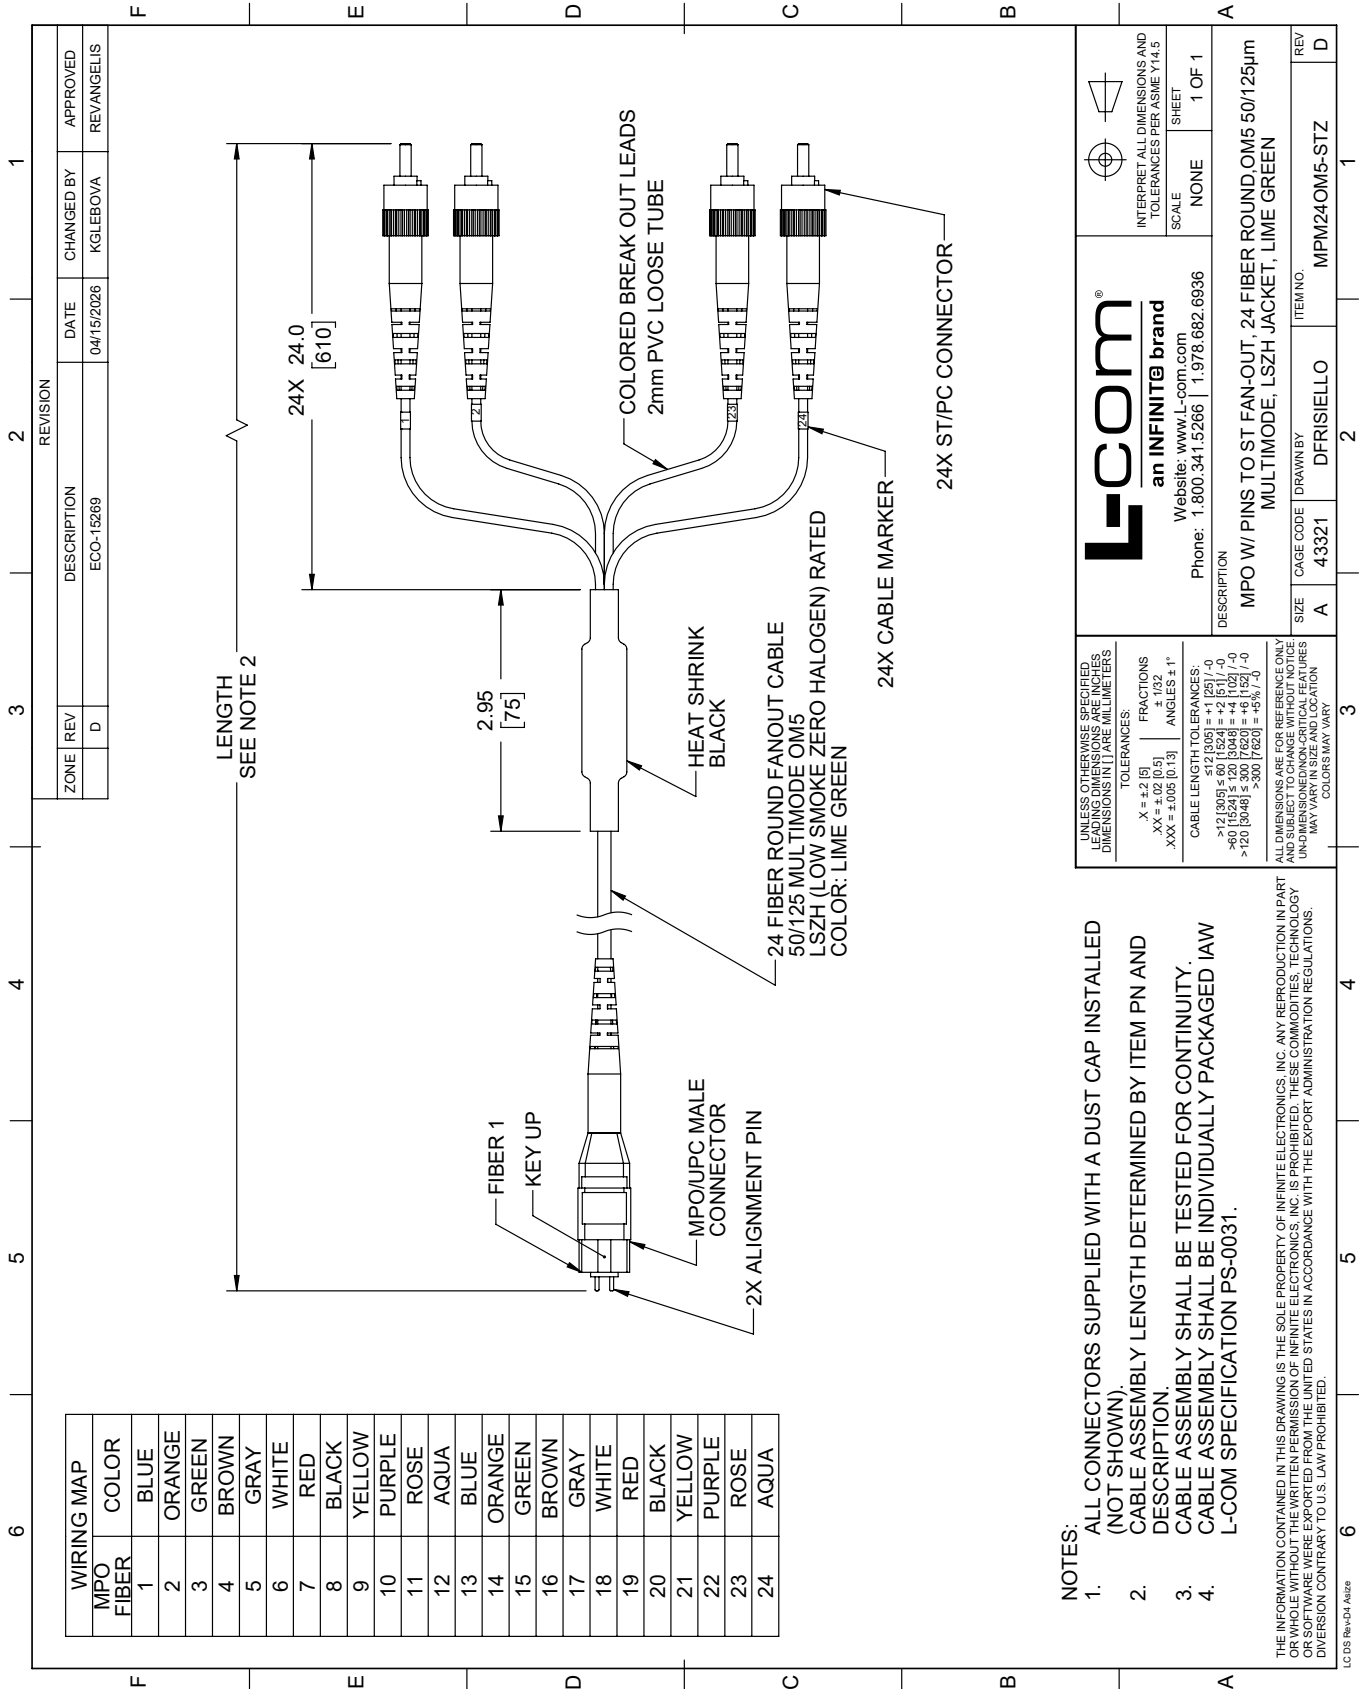 6
5
4
3
2
1
F
E
D
C
B
A
REVISION
ZONE
REV
DESCRIPTION
DATE
CHANGED BY
APPROVED
D
ECO-15269
04/15/2026
KGLEBOVA
REVANGELIS
WIRING MAP
MPO FIBER
COLOR
1 BLUE
2 ORANGE
3 GREEN
4 BROWN
5 GRAY
6 WHITE
7 RED
8 BLACK
9 YELLOW
10 PURPLE
11 ROSE
12 AQUA
13 BLUE
14 ORANGE
15 GREEN
16 BROWN
17 GRAY
18 WHITE
19 RED
20 BLACK
21 YELLOW
22 PURPLE
23 ROSE
24 AQUA
LENGTH
SEE NOTE 2
24X 24.0
[610]
2.95
[75]
FIBER 1
KEY UP
MPO/UPC MALE
CONNECTOR
2X ALIGNMENT PIN
HEAT SHRINK
BLACK
24 FIBER ROUND FANOUT CABLE
50/125 MULTIMODE OM5
LSZH (LOW SMOKE ZERO HALOGEN) RATED
COLOR: LIME GREEN
COLORED BREAK OUT LEADS
2mm PVC LOOSE TUBE
24X CABLE MARKER
24X ST/PC CONNECTOR
1
2
23
24
NOTES:
1. ALL CONNECTORS SUPPLIED WITH A DUST CAP INSTALLED
(NOT SHOWN).
2. CABLE ASSEMBLY LENGTH DETERMINED BY ITEM PN AND
DESCRIPTION.
3. CABLE ASSEMBLY SHALL BE TESTED FOR CONTINUITY.
4. CABLE ASSEMBLY SHALL BE INDIVIDUALLY PACKAGED IAW
L-COM SPECIFICATION PS-0031.
THE INFORMATION CONTAINED IN THIS DRAWING IS THE SOLE PROPERTY OF INFINITE ELECTRONICS, INC. ANY REPRODUCTION IN PART
OR WHOLE WITHOUT THE WRITTEN PERMISSION OF INFINITE ELECTRONICS, INC. IS PROHIBITED. THESE COMMODITIES, TECHNOLOGY
OR SOFTWARE WERE EXPORTED FROM THE UNITED STATES IN ACCORDANCE WITH THE EXPORT ADMINISTRATION REGULATIONS.
DIVERSION CONTRARY TO U.S. LAW PROHIBITED.
UNLESS OTHERWISE SPECIFIED
LEADING DIMENSIONS ARE INCHES
DIMENSIONS IN [ ] ARE MILLIMETERS
TOLERANCES:
.X = ±.2 [5]
.XX = ±.02 [0.5]
.XXX = ±.005 [0.13]
FRACTIONS
± 1/32
ANGLES ± 1°
CABLE LENGTH TOLERANCES:
≤12 [305] = +1 [25] / -0
>12 [305] ≤ 60 [1524] = +2 [51] / -0
>60 [1524] ≤ 120 [3048] = +4 [102] / -0
>120 [3048] ≤ 300 [7620] = +6 [152] / -0
>300 [7620] = +5% / -0
ALL DIMENSIONS ARE FOR REFERENCE ONLY
AND SUBJECT TO CHANGE WITHOUT NOTICE.
UN-DIMENSIONED/NON-CRITICAL FEATURES
MAY VARY IN SIZE AND LOCATION
COLORS MAY VARY
L-com®
an INFINITe brand
Website: www.L-com.com
Phone: 1.800.341.5266 | 1.978.682.6936
INTERPRET ALL DIMENSIONS AND
TOLERANCES PER ASME Y14.5
SCALE
NONE
SHEET
1 OF 1
DESCRIPTION
MPO W/ PINS TO ST FAN-OUT, 24 FIBER ROUND,OM5 50/125µm
MULTIMODE, LSZH JACKET, LIME GREEN
SIZE
A
CAGE CODE
43321
DRAWN BY
DFRISIELLO
ITEM NO.
MPM24OM5-STZ
REV
D
F
E
D
C
B
A
6
5
4
3
2
1
LC DS Rev-D4 Asize